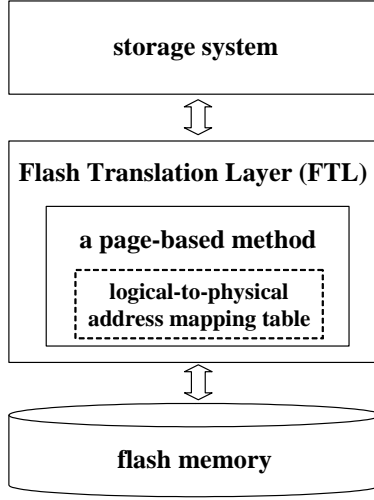 storage system
Flash Translation Layer (FTL)
a page-based method
logical-to-physical
address mapping table
flash memory